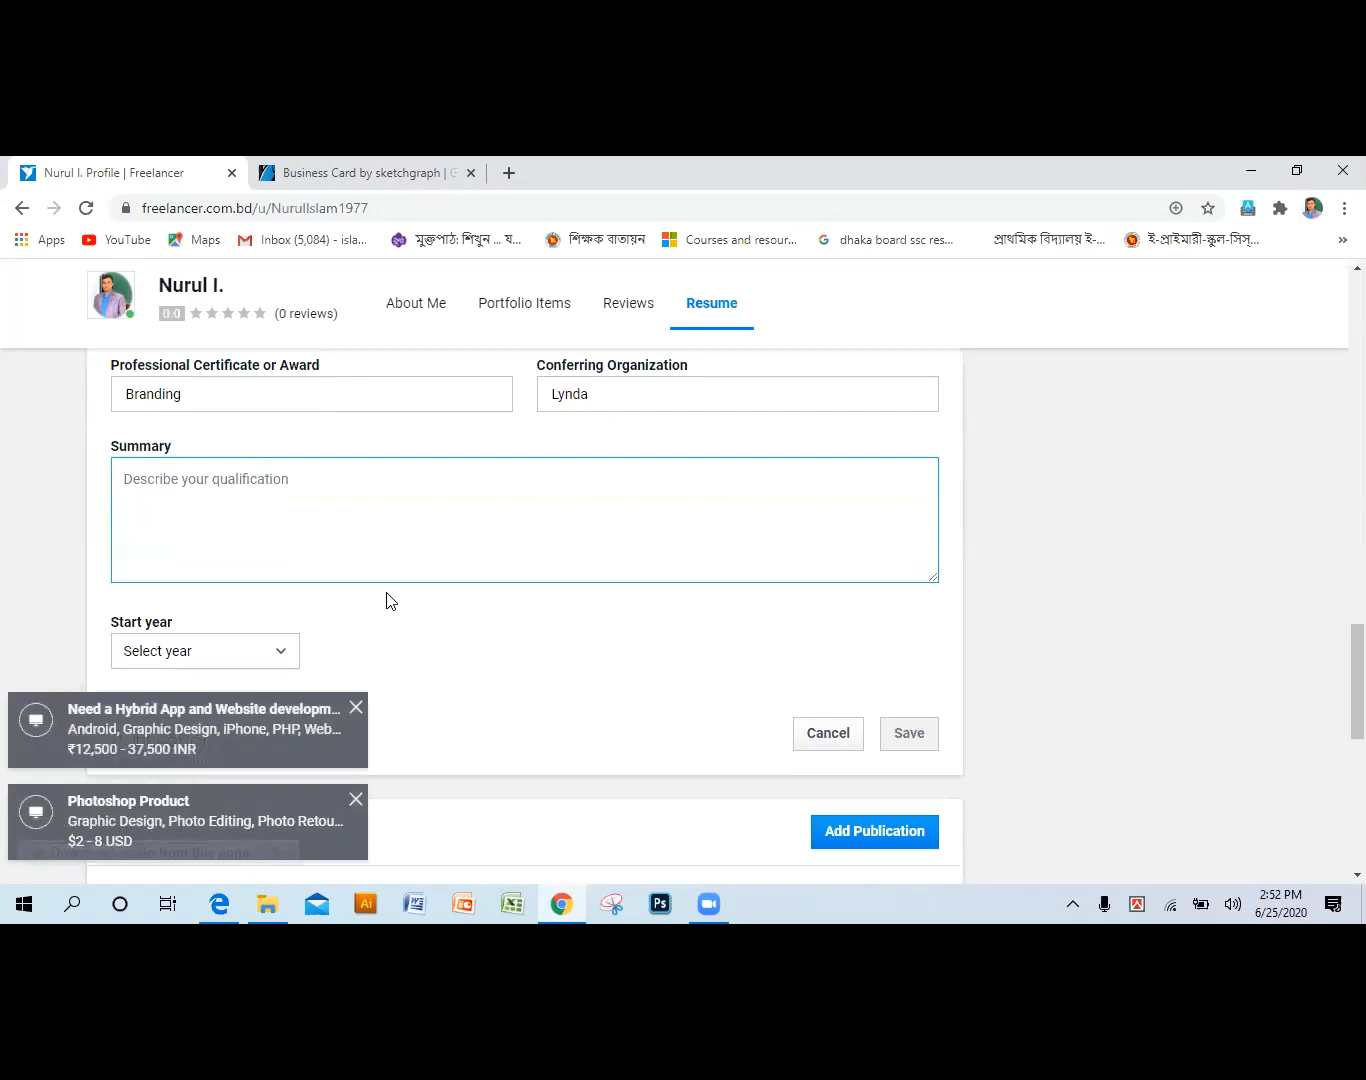 Nurul I. Profile | Freelancer
Business Card by sketchgraph | G
freelancer.com.bd/u/NurulIslam1977
Apps
YouTube
Maps
Inbox (5,084) - isla...
মুক্তপাঠ: শিখুন ... য...
শিক্ষক বাতায়ন
Courses and resour...
dhaka board ssc res...
প্রাথমিক বিদ্যালয় ই-...
ই-প্রাইমারী-স্কুল-সিস্...
»
Nurul I.
0.0
(0 reviews)
About Me
Portfolio Items
Reviews
Resume
Professional Certificate or Award
Conferring Organization
Branding
Lynda
Summary
Describe your qualification
Start year
Select year
Need a Hybrid App and Website developm...
Android, Graphic Design, iPhone, PHP, Web...
₹12,500 - 37,500 INR
Cancel
Save
Photoshop Product
Graphic Design, Photo Editing, Photo Retou...
$2 - 8 USD
Add Publication
Ai
Ps
2:52 PM
6/25/2020